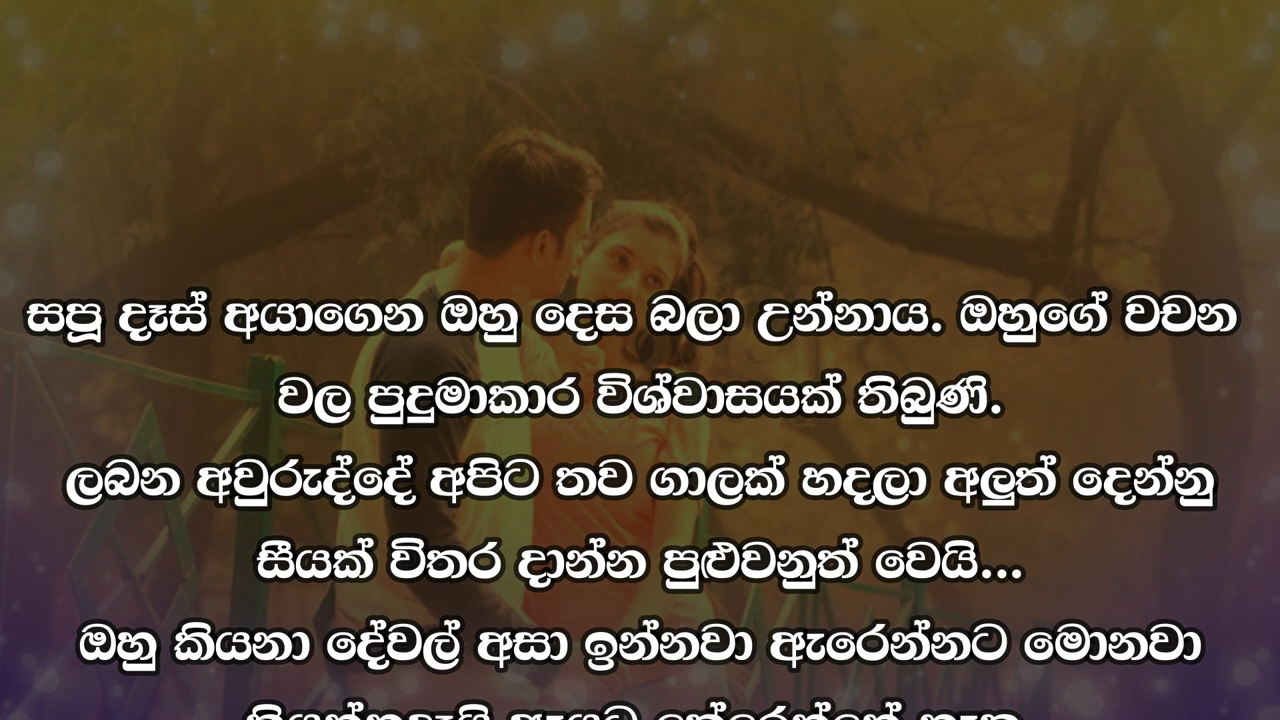 සපූ දෑස් අයාගෙන ඔහු දෙස බලා උන්නාය. ඔහුගේ වචන
වල පුදුමාකාර විශ්වාසයක් තිබුණි.
ලබන අවුරුද්දේ අපිට තව ගාලක් හදලා අලුත් දෙන්නු
සීයක් විතර දාන්න පුළුවනුත් වෙයි...
ඔහු කියනා දේවල් අසා ඉන්නවා ඇරෙන්නට මොනවා